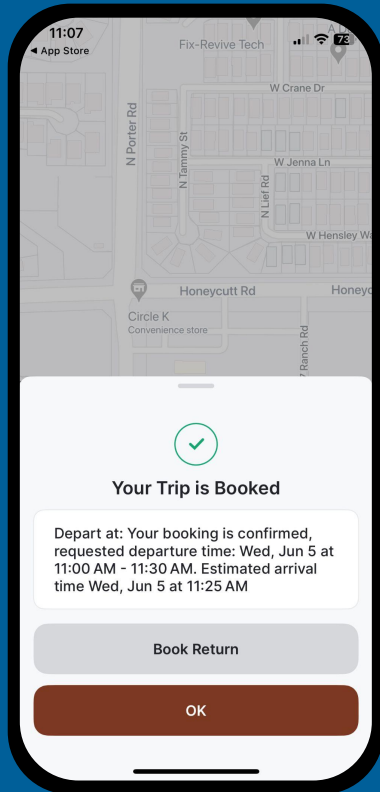 11:07
73
App Store
Fix-Revive Tech
W Crane Dr
N Porter Rd
N Tammy St
W Jenna Ln
N Lief Rd
W Hensley Wa
Honeycutt Rd
Honeyc
Circle K
Convenience store
Ranch Rd
Your Trip is Booked
Depart at: Your booking is confirmed,
requested departure time: Wed, Jun 5 at
11:00 AM - 11:30 AM. Estimated arrival
time Wed, Jun 5 at 11:25 AM
Book Return
OK